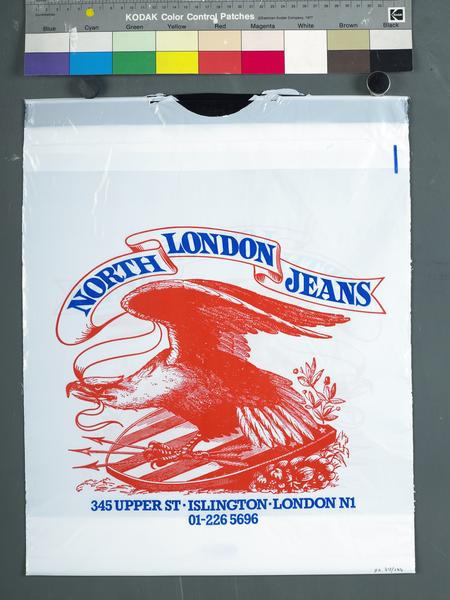 KODAK Color Control Patches
Blue Cyan Green Yellow Red Magenta White Brown Black
Kodak
NORTH LONDON JEANS
345 UPPER ST · ISLINGTON · LONDON N1
01-226 5696